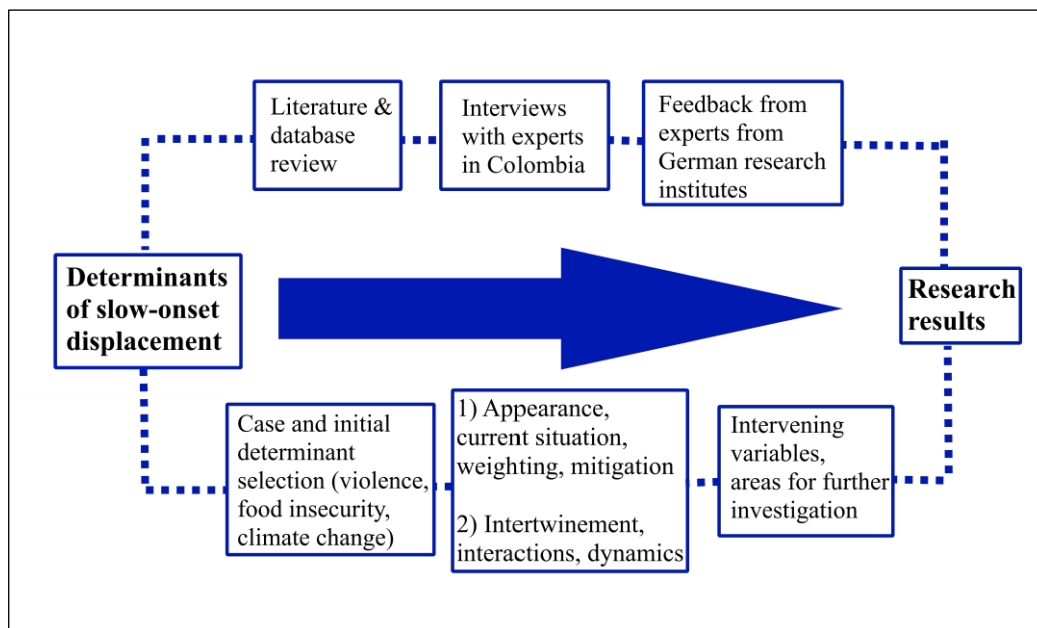 Literature &
database
review
Interviews
with experts
in Colombia
Feedback from
experts from
German research
institutes
Determinants
of slow-onset
displacement
Research
results
Case and initial
determinant
selection (violence,
food insecurity,
climate change)
1) Appearance,
current situation,
weighting, mitigation
2) Intertwinement,
interactions, dynamics
Intervening
variables,
areas for further
investigation